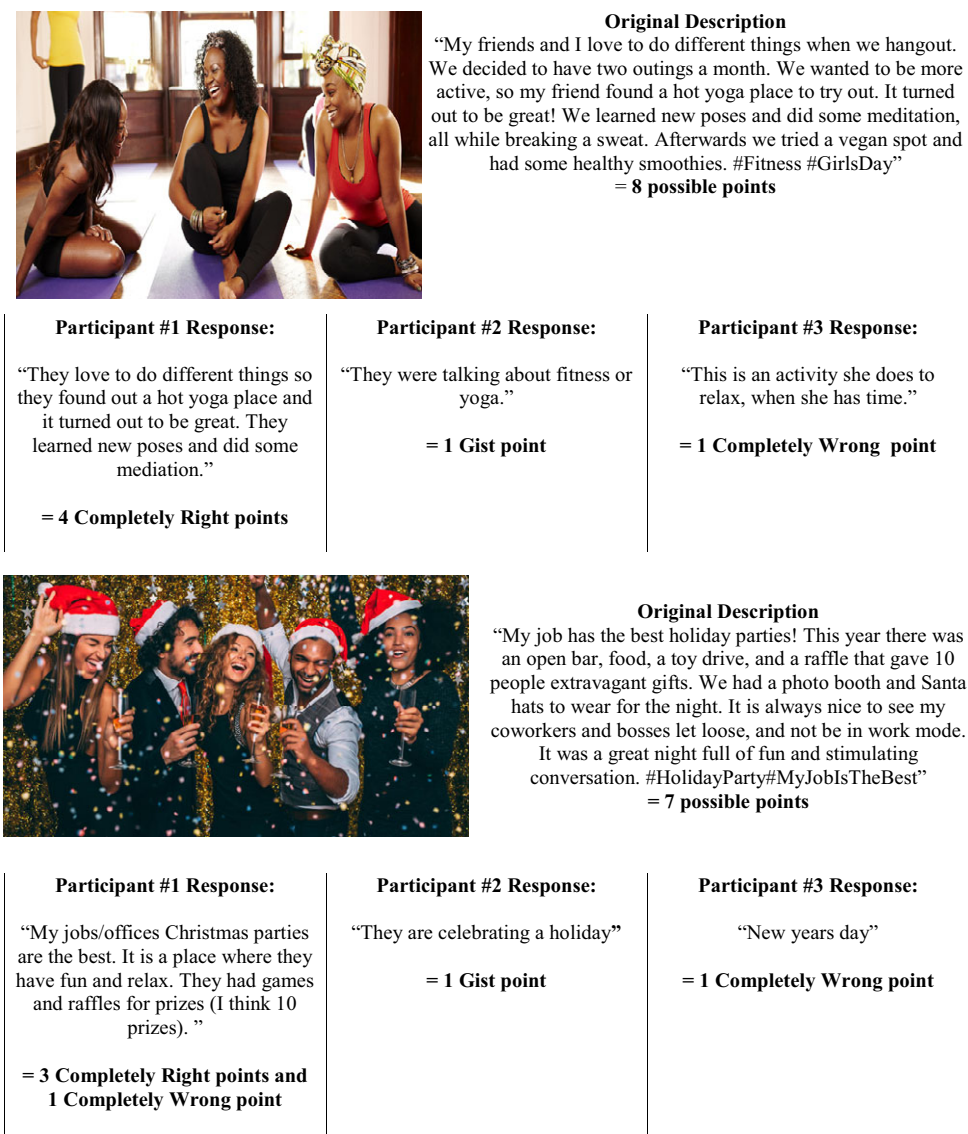 Original Description
“My friends and I love to do different things when we hangout.
We decided to have two outings a month. We wanted to be more
active, so my friend found a hot yoga place to try out. It turned
out to be great! We learned new poses and did some meditation,
all while breaking a sweat. Afterwards we tried a vegan spot and
had some healthy smoothies. #Fitness #GirlsDay”
= 8 possible points
Participant #1 Response:
“They love to do different things so
they found out a hot yoga place and
it turned out to be great. They
learned new poses and did some
mediation.”
= 4 Completely Right points
Participant #2 Response:
“They were talking about fitness or
yoga.”
= 1 Gist point
Participant #3 Response:
“This is an activity she does to
relax, when she has time.”
= 1 Completely Wrong  point
Original Description
“My job has the best holiday parties! This year there was
an open bar, food, a toy drive, and a raffle that gave 10
people extravagant gifts. We had a photo booth and Santa
hats to wear for the night. It is always nice to see my
coworkers and bosses let loose, and not be in work mode.
It was a great night full of fun and stimulating
conversation. #HolidayParty#MyJobIsTheBest”
= 7 possible points
Participant #1 Response:
“My jobs/offices Christmas parties
are the best. It is a place where they
have fun and relax. They had games
and raffles for prizes (I think 10
prizes). ”
= 3 Completely Right points and
1 Completely Wrong point
Participant #2 Response:
“They are celebrating a holiday”
= 1 Gist point
Participant #3 Response:
“New years day”
= 1 Completely Wrong point